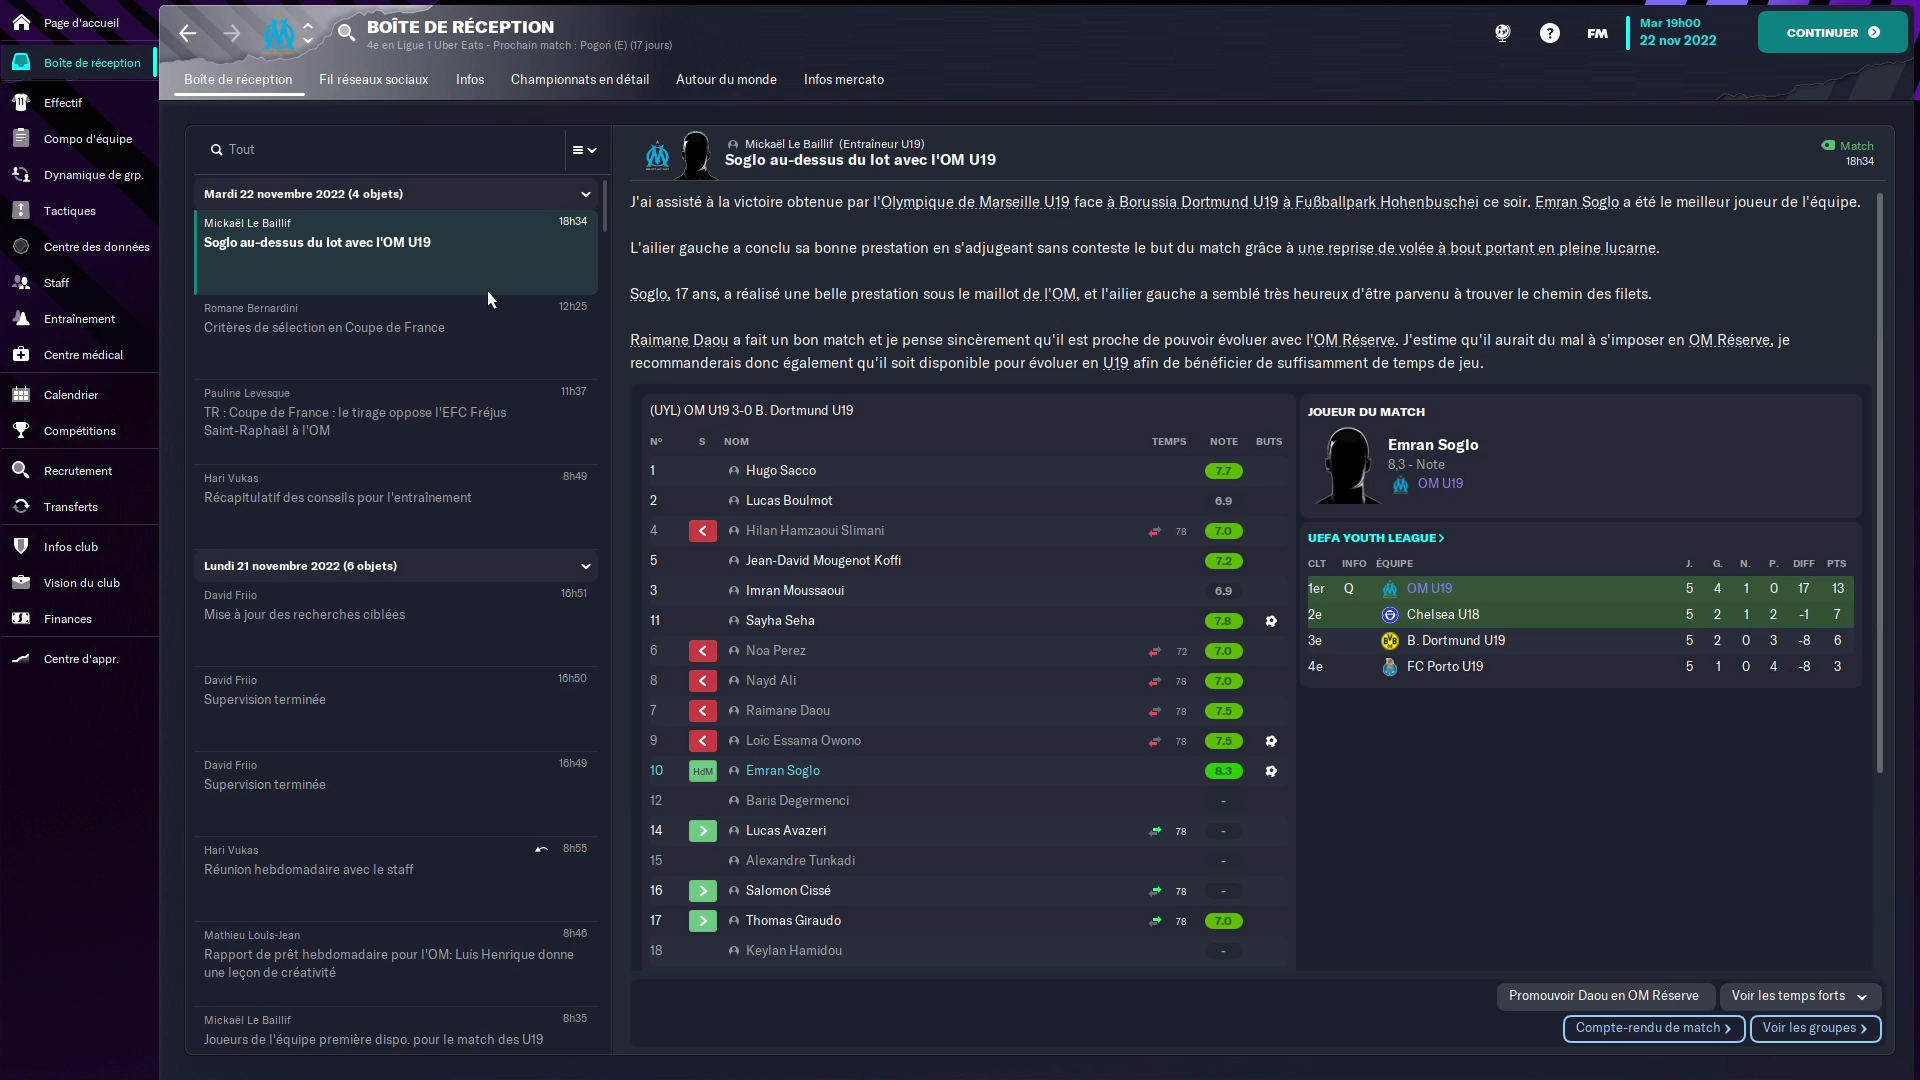 Page d'accueil
Boîte de réception
Effectif
Compo d'équipe
Dynamique de grp.
Tactiques
Centre des données
Staff
Entraînement
Centre médical
Calendrier
Compétitions
Recrutement
Transferts
Infos club
Vision du club
Finances
Centre d'appr.
BOÎTE DE RÉCEPTION
4e en Ligue 1 Uber Eats - Prochain match : Pogoń (E) (17 jours)
FM
Mar 19h00
22 nov 2022
CONTINUER
Boîte de réception Fil réseaux sociaux Infos Championnats en détail Autour du monde Infos mercato
Tout
Mardi 22 novembre 2022 (4 objets)
Mickaël Le Baillif 18h34
Soglo au-dessus du lot avec l'OM U19
Romane Bernardini 12h25
Critères de sélection en Coupe de France
Pauline Levesque 11h37
TR : Coupe de France : le tirage oppose l'EFC Fréjus
Saint-Raphaël à l'OM
Hari Vukas 8h49
Récapitulatif des conseils pour l'entraînement
Lundi 21 novembre 2022 (6 objets)
David Friio 16h51
Mise à jour des recherches ciblées
David Friio 16h50
Supervision terminée
David Friio 16h49
Supervision terminée
Hari Vukas 8h55
Réunion hebdomadaire avec le staff
Mathieu Louis-Jean 8h46
Rapport de prêt hebdomadaire pour l'OM: Luís Henrique donne
une leçon de créativité
Mickaël Le Baillif 8h35
Joueurs de l'équipe première dispo. pour le match des U19
Mickaël Le Baillif (Entraîneur U19)
Soglo au-dessus du lot avec l'OM U19
Match
18h34
J'ai assisté à la victoire obtenue par l'Olympique de Marseille U19 face à Borussia Dortmund U19 à Fußballpark Hohenbuschei ce soir. Emran Soglo a été le meilleur joueur de l'équipe.
L'ailier gauche a conclu sa bonne prestation en s'adjugeant sans conteste le but du match grâce à une reprise de volée à bout portant en pleine lucarne.
Soglo, 17 ans, a réalisé une belle prestation sous le maillot de l'OM, et l'ailier gauche a semblé très heureux d'être parvenu à trouver le chemin des filets.
Raimane Daou a fait un bon match et je pense sincèrement qu'il est proche de pouvoir évoluer avec l'OM Réserve. J'estime qu'il aurait du mal à s'imposer en OM Réserve, je
recommanderais donc également qu'il soit disponible pour évoluer en U19 afin de bénéficier de suffisamment de temps de jeu.
(UYL) OM U19 3-0 B. Dortmund U19
N° S NOM TEMPS NOTE BUTS
1 Hugo Sacco 7.7
2 Lucas Boulmot 6.9
4 Hilan Hamzaoui Slimani 78 7.0
5 Jean-David Mougenot Koffi 7.2
3 Imran Moussaoui 6.9
11 Sayha Seha 7.8
6 Noa Perez 72 7.0
8 Nayd Ali 78 7.0
7 Raimane Daou 78 7.5
9 Loïc Essama Owono 78 7.5
10 HdM Emran Soglo 8.3
12 Baris Degermenci -
14 Lucas Avazeri 78 -
15 Alexandre Tunkadi -
16 Salomon Cissé 78 -
17 Thomas Giraudo 78 7.0
18 Keylan Hamidou -
JOUEUR DU MATCH
Emran Soglo
8,3 - Note
OM U19
UEFA YOUTH LEAGUE
CLT INFO ÉQUIPE J. G. N. P. DIFF PTS
1er Q OM U19 5 4 1 0 17 13
2e Chelsea U18 5 2 1 2 -1 7
3e B. Dortmund U19 5 2 0 3 -8 6
4e FC Porto U19 5 1 0 4 -8 3
Promouvoir Daou en OM Réserve
Voir les temps forts
Compte-rendu de match
Voir les groupes